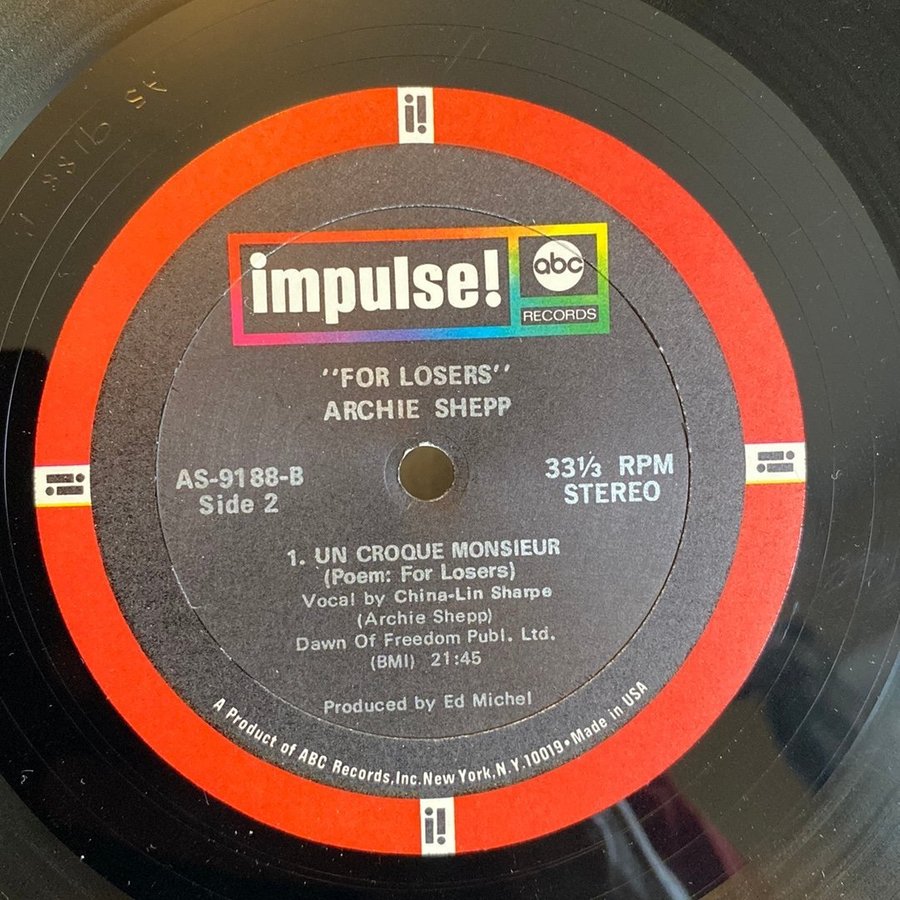 AS 9188
i!
impulse!
abc
RECORDS
''FOR LOSERS''
ARCHIE SHEPP
AS-9188-B
Side 2
33⅓ RPM
STEREO
i!
i!
1. UN CROQUE MONSIEUR
(Poem: For Losers)
Vocal by China-Lin Sharpe
(Archie Shepp)
Dawn Of Freedom Publ. Ltd.
(BMI) 21:45
Produced by Ed Michel
A Product of ABC Records,Inc.New York,N.Y.10019•Made in USA
i!